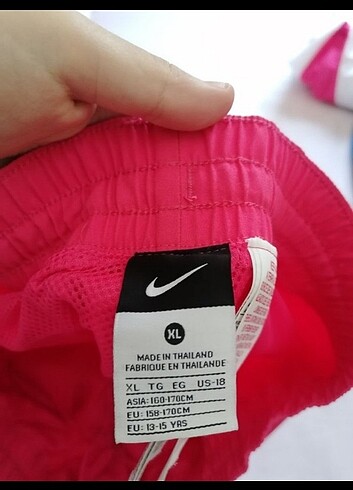 XL
MADE IN THAILAND
FABRIQUE EN THAILANDE
XL TG EG US-18
ASIA: 160-170CM
EU: 158-170CM
EU: 13-15 YRS